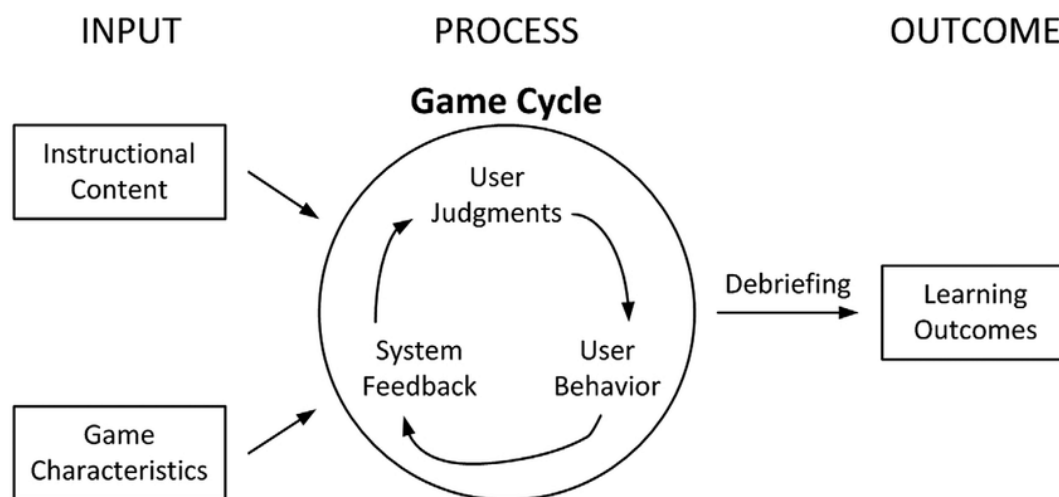 INPUT
PROCESS
OUTCOME
Game Cycle
Instructional
Content
User
Judgments
Debriefing
Learning
Outcomes
System
Feedback
User
Behavior
Game
Characteristics